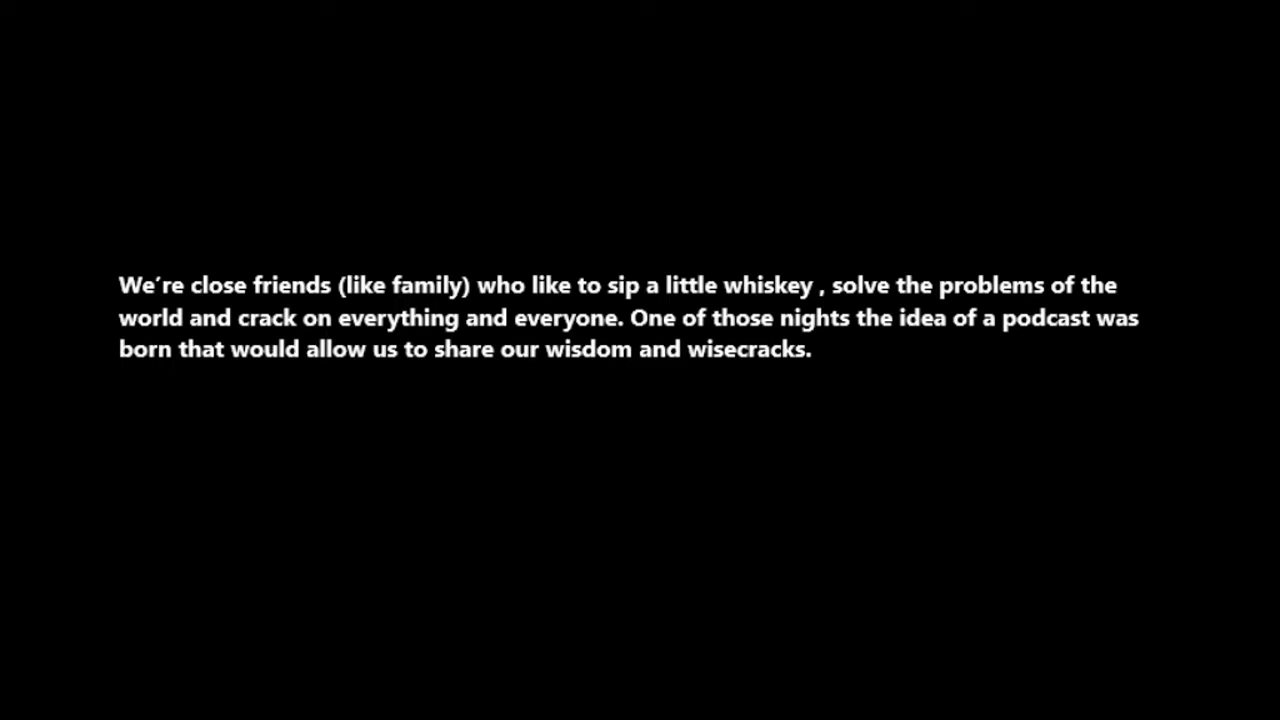 We’re close friends (like family) who like to sip a little whiskey , solve the problems of the
world and crack on everything and everyone. One of those nights the idea of a podcast was
born that would allow us to share our wisdom and wisecracks.